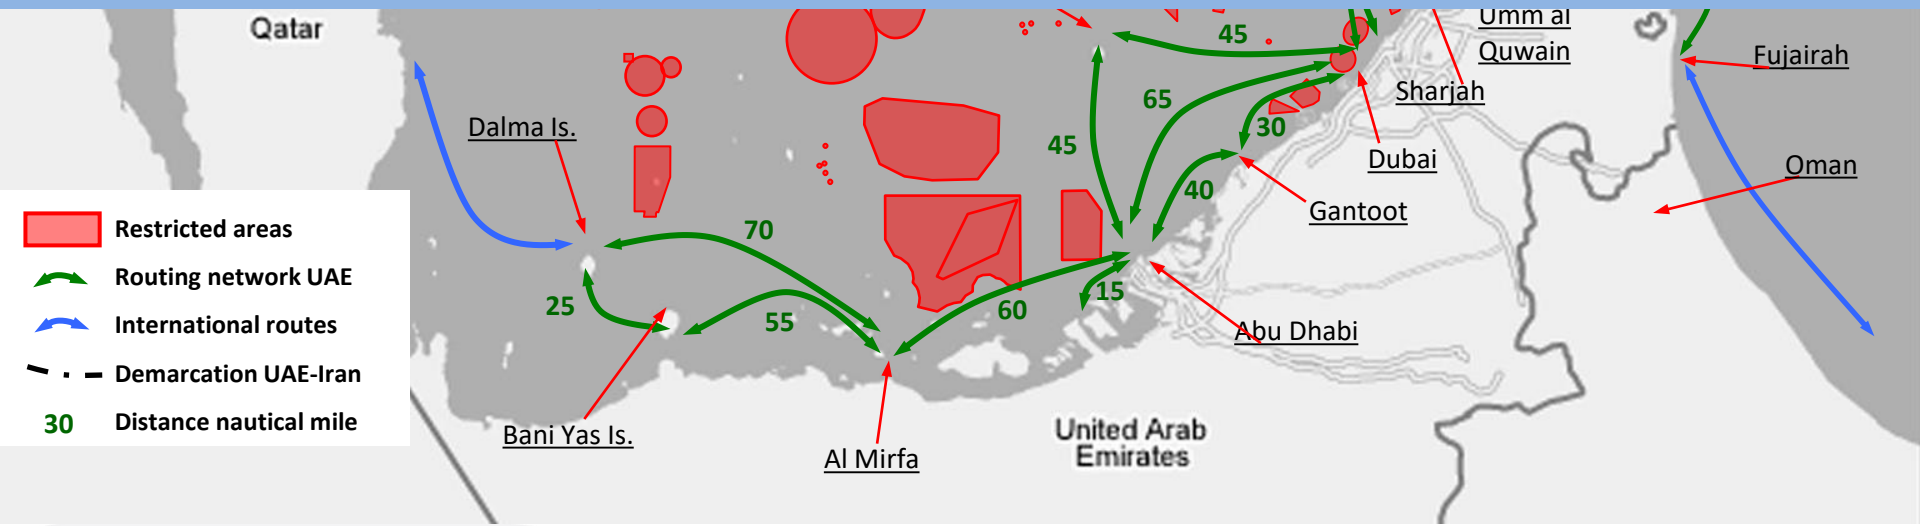 Qatar
45
Umm al
Quwain
Fujairah
Sharjah
65
Dalma Is.
30
45
Dubai
Oman
40
Gantoot
Restricted areas
70
Routing network UAE
25
15
60
55
International routes
Abu Dhabi
Demarcation UAE-Iran
30 Distance nautical mile
Bani Yas Is.
Al Mirfa
United Arab
Emirates